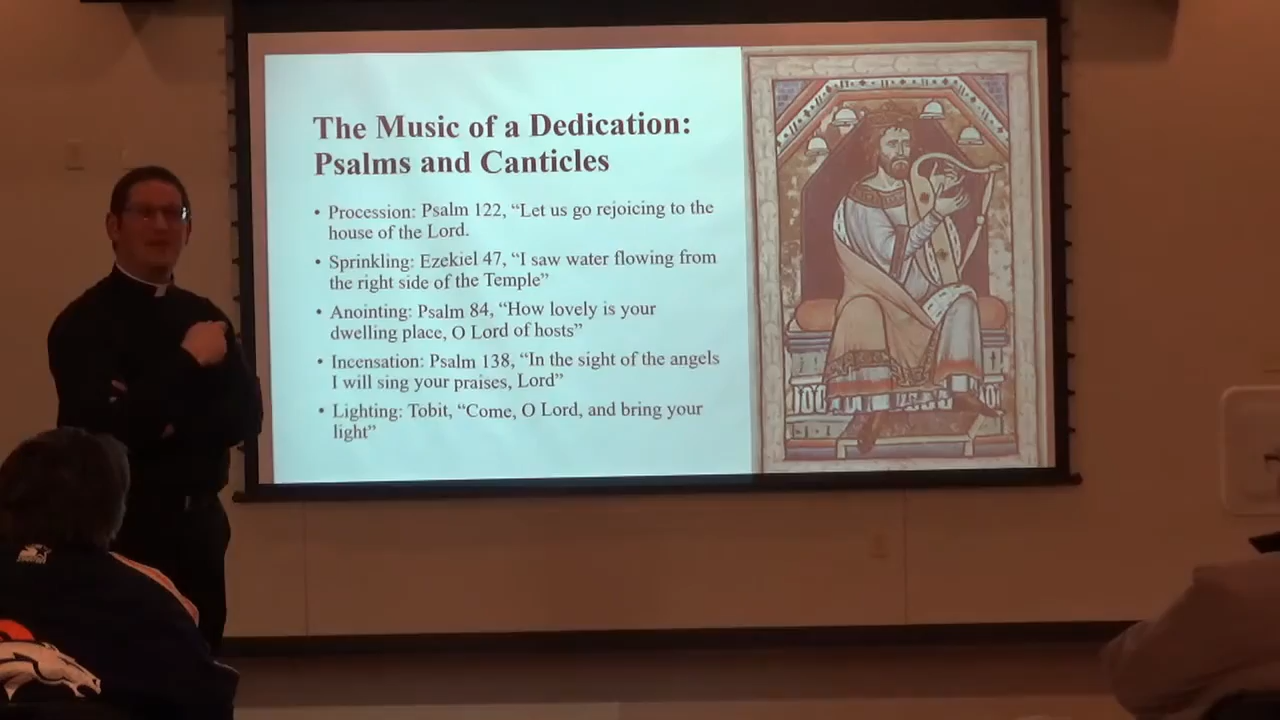 The Music of a Dedication:
Psalms and Canticles
• Procession: Psalm 122, “Let us go rejoicing to the
house of the Lord.
• Sprinkling: Ezekiel 47, “I saw water flowing from
the right side of the Temple”
• Anointing: Psalm 84, “How lovely is your
dwelling place, O Lord of hosts”
• Incensation: Psalm 138, “In the sight of the angels
I will sing your praises, Lord”
• Lighting: Tobit, “Come, O Lord, and bring your
light”